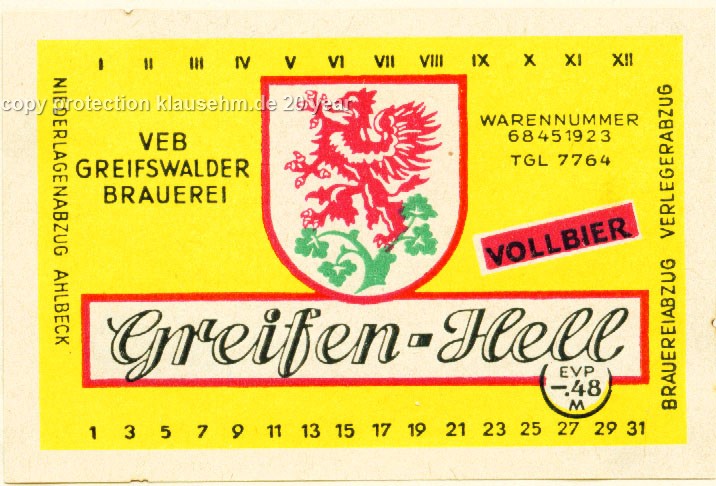 I II III IV V VI VII VIII IX X XI XII
copy protection klausehm.de 20 year
NIEDERLAGENABZUG AHLBECK
VEB
GREIFSWALDER
BRAUEREI
WARENNUMMER
68451923
TGL 7764
VOLLBIER
BRAUEREIABZUG VERLEGERABZUG
Greifen-Hell
EVP
-.48
M
1 3 5 7 9 11 13 15 17 19 21 23 25 27 29 31